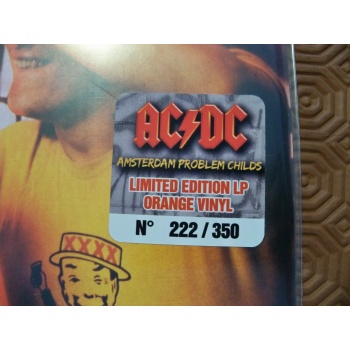 AC⚡DC
AMSTERDAM PROBLEM CHILDS
LIMITED EDITION LP
ORANGE VINYL
N° 222 / 350
XXXX